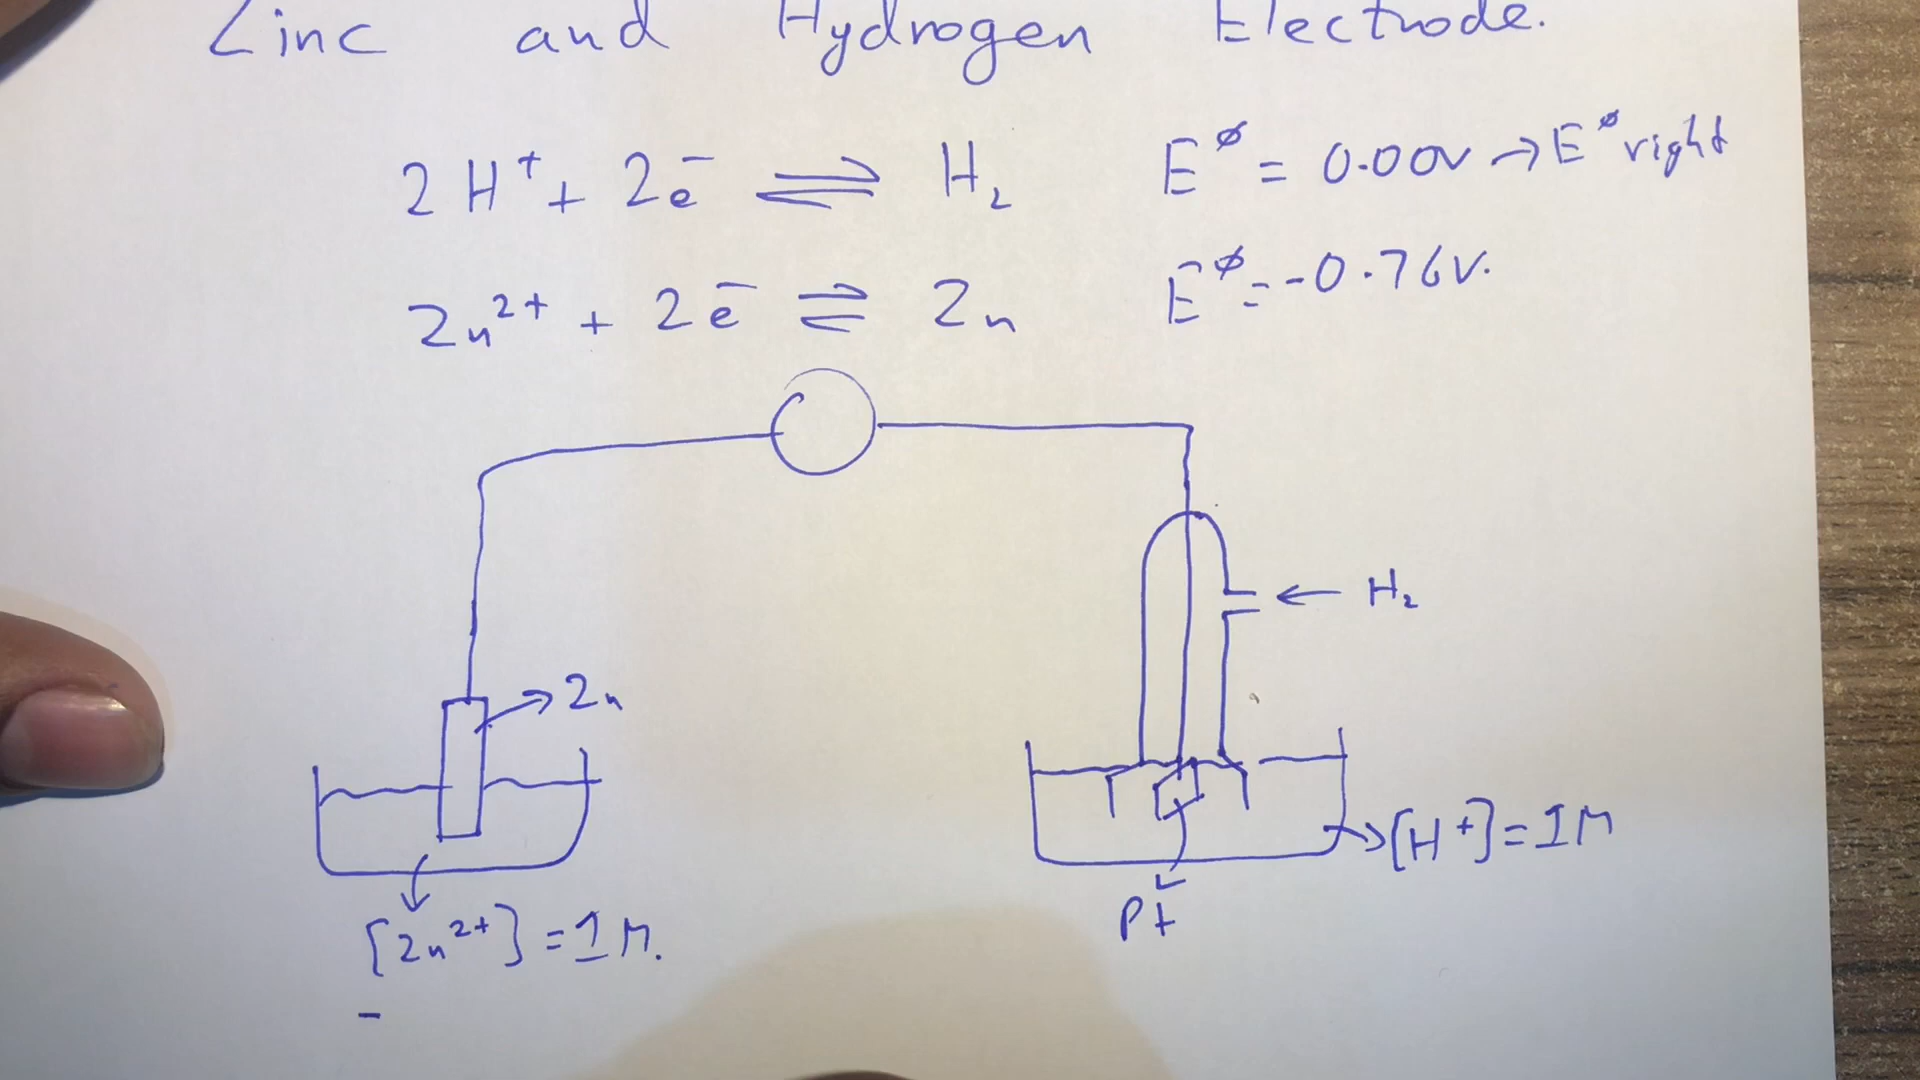 Zinc and Hydrogen Electrode.
2H⁺ + 2e⁻ ⇌ H₂ E^ø = 0.00V → E^ø right
Zn²⁺ + 2e⁻ ⇌ Zn E^ø = -0.76V.
H₂
Zn
[H⁺] = 1M
Pt
[Zn²⁺] = 1M.
-